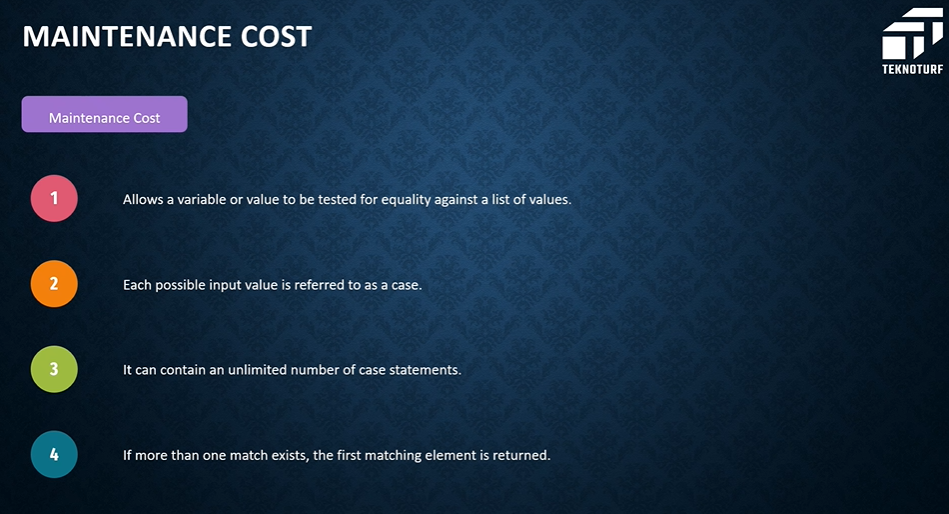 MAINTENANCE COST
TEKNOTURF
Maintenance Cost
1 Allows a variable or value to be tested for equality against a list of values.
2 Each possible input value is referred to as a case.
3 It can contain an unlimited number of case statements.
4 If more than one match exists, the first matching element is returned.